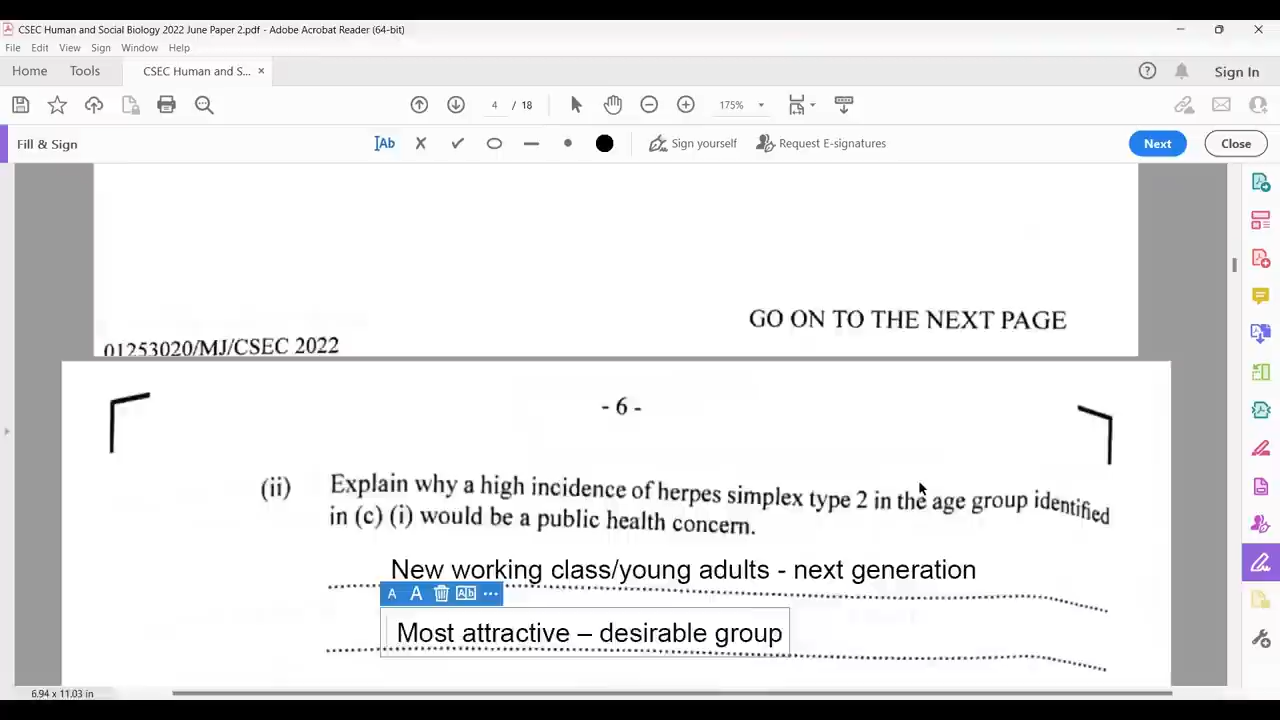 CSEC Human and Social Biology 2022 June Paper 2.pdf - Adobe Acrobat Reader (64-bit)
File Edit View Sign Window Help
Home Tools CSEC Human and S... × Sign In
4 / 18 175%
Fill & Sign Ab Sign yourself Request E-signatures Next Close
GO ON TO THE NEXT PAGE
01253020/MJ/CSEC 2022
- 6 -
(ii) Explain why a high incidence of herpes simplex type 2 in the age group identified
in (c) (i) would be a public health concern.
New working class/young adults - next generation
A A Ab ...
Most attractive – desirable group
6.94 x 11.03 in